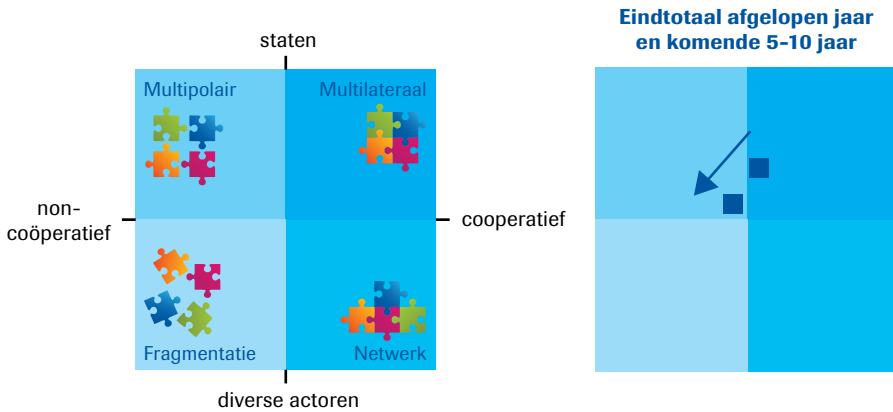 staten
Multipolair
Multilateraal
non-
coöperatief
cooperatief
Fragmentatie
Netwerk
diverse actoren
Eindtotaal afgelopen jaar
en komende 5-10 jaar